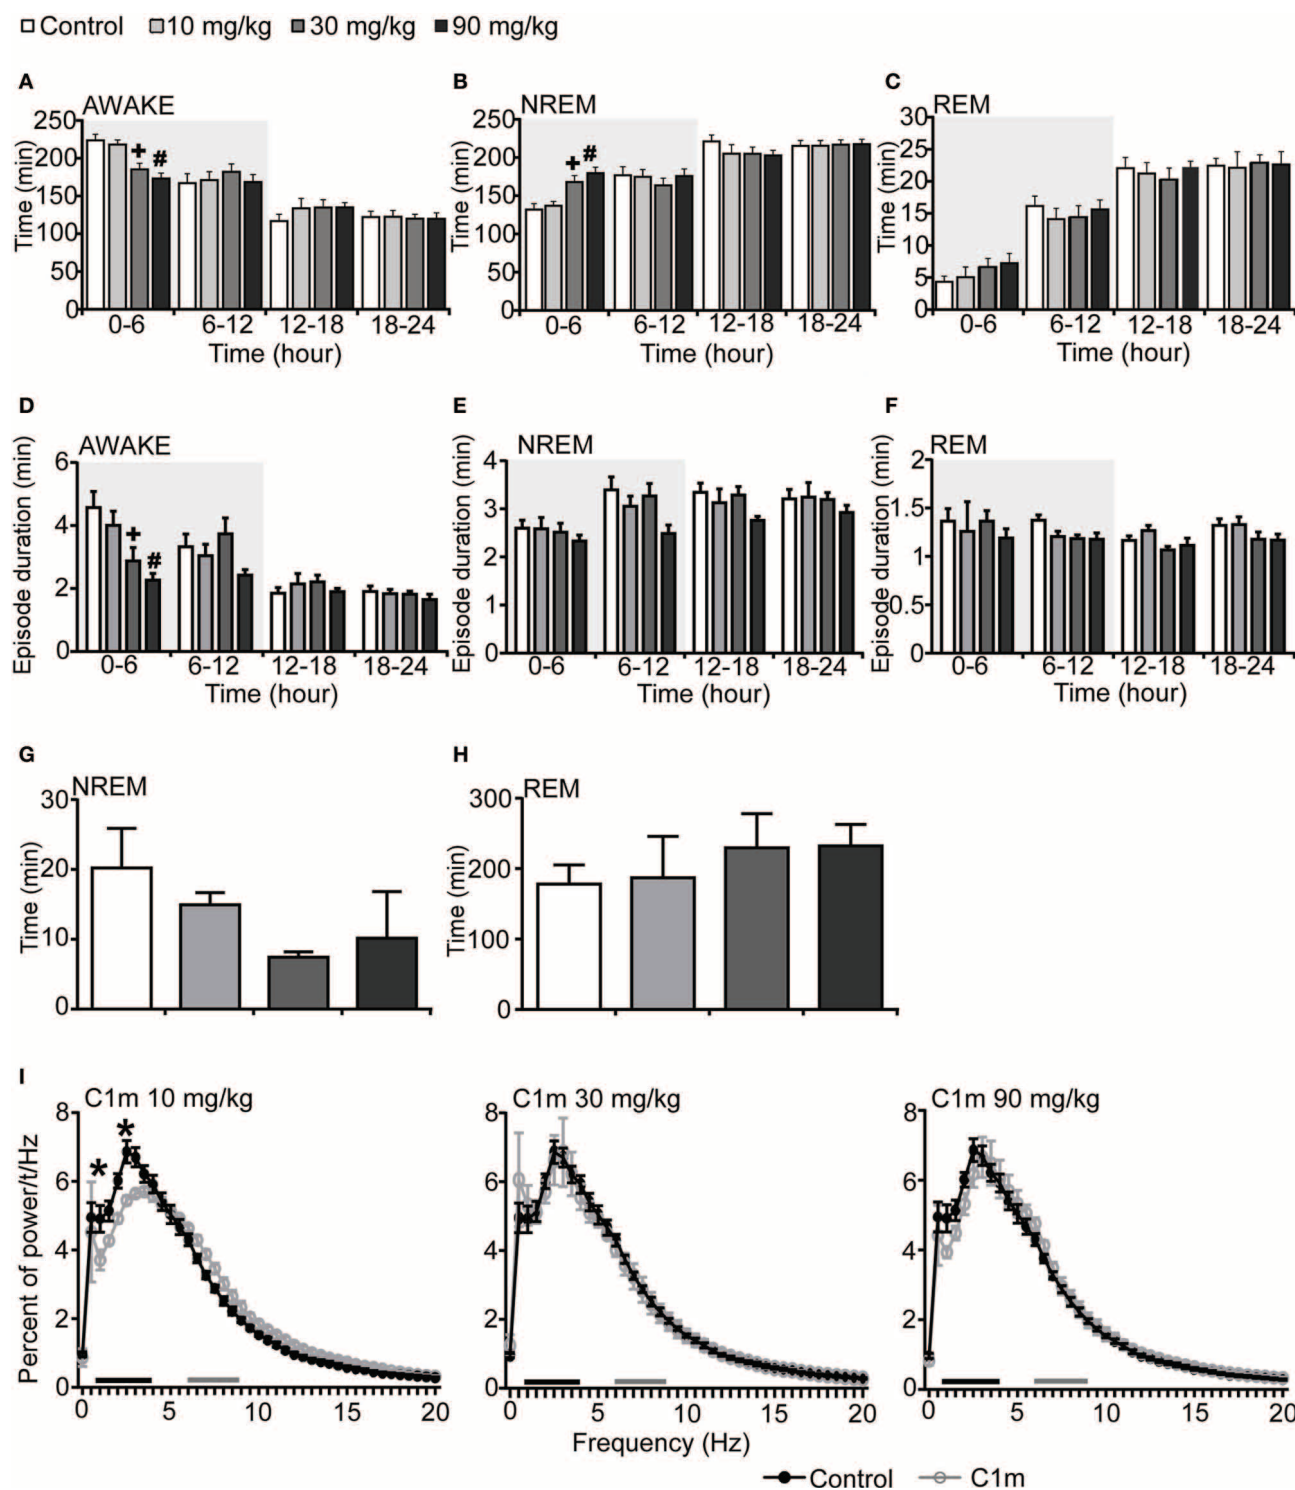 Control 10 mg/kg 30 mg/kg 90 mg/kg
A
AWAKE
Time (min)
250
200
150
100
50
0
+
#
0-6 6-12 12-18 18-24
Time (hour)
B
NREM
Time (min)
250
200
150
100
50
0
+
#
0-6 6-12 12-18 18-24
Time (hour)
C
REM
Time (min)
30
25
20
15
10
5
0
0-6 6-12 12-18 18-24
Time (hour)
D
AWAKE
Episode duration (min)
6
4
2
0
+
#
0-6 6-12 12-18 18-24
Time (hour)
E
NREM
Episode duration (min)
4
3
2
1
0
0-6 6-12 12-18 18-24
Time (hour)
F
REM
Episode duration (min)
2
1.5
1
0.5
0
0-6 6-12 12-18 18-24
Time (hour)
G
NREM
Time (min)
30
20
10
0
H
REM
Time (min)
300
200
100
0
I
C1m 10 mg/kg
Percent of power/t/Hz
8
6
4
2
0
*
*
0 5 10 15 20
C1m 30 mg/kg
8
6
4
2
0
0 5 10 15 20
C1m 90 mg/kg
8
6
4
2
0
0 5 10 15 20
Frequency (Hz)
Control C1m